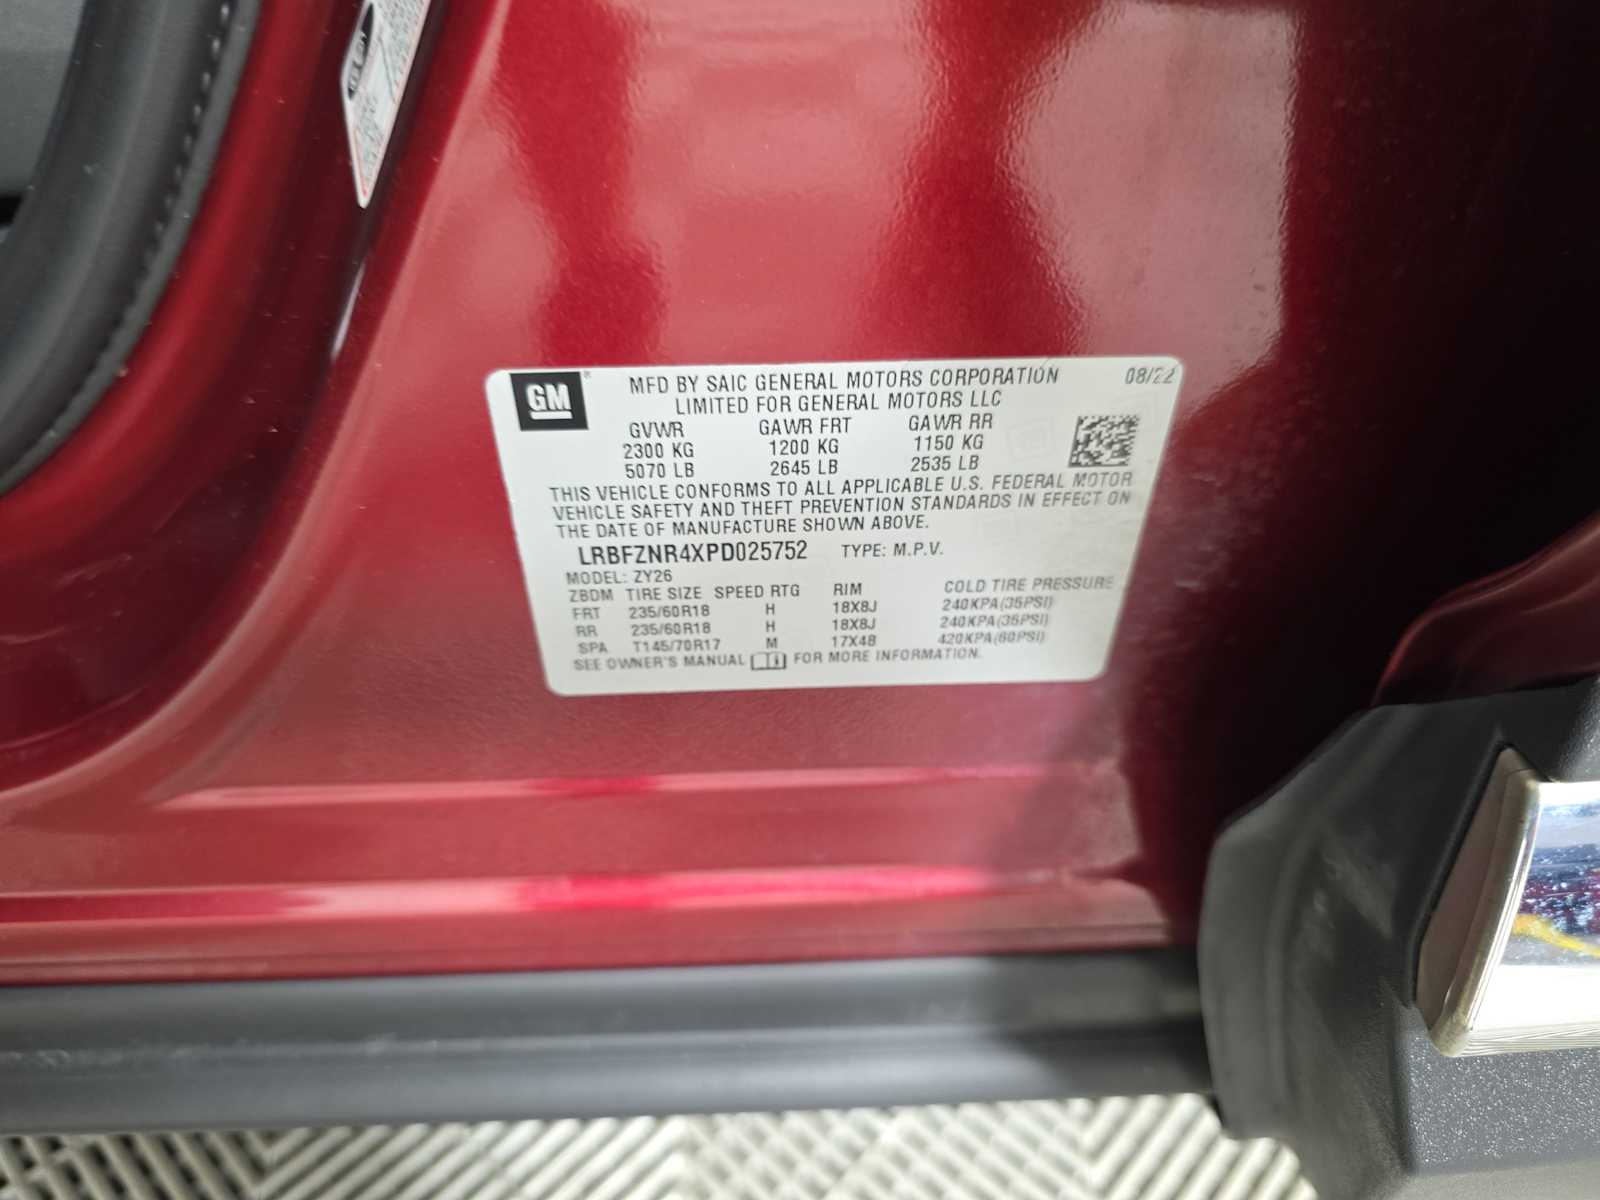 GM
MFD BY SAIC GENERAL MOTORS CORPORATION 08/22
LIMITED FOR GENERAL MOTORS LLC
GVWR GAWR FRT GAWR RR
2300 KG 1200 KG 1150 KG
5070 LB 2645 LB 2535 LB
THIS VEHICLE CONFORMS TO ALL APPLICABLE U.S. FEDERAL MOTOR
VEHICLE SAFETY AND THEFT PREVENTION STANDARDS IN EFFECT ON
THE DATE OF MANUFACTURE SHOWN ABOVE.
LRBFZNR4XPD025752 TYPE: M.P.V.
MODEL: ZY26
ZBDM TIRE SIZE SPEED RTG RIM COLD TIRE PRESSURE
FRT 235/60R18 H 18X8J 240KPA(35PSI)
RR 235/60R18 H 18X8J 240KPA(35PSI)
SPA T145/70R17 M 17X4B 420KPA(60PSI)
SEE OWNER'S MANUAL FOR MORE INFORMATION.